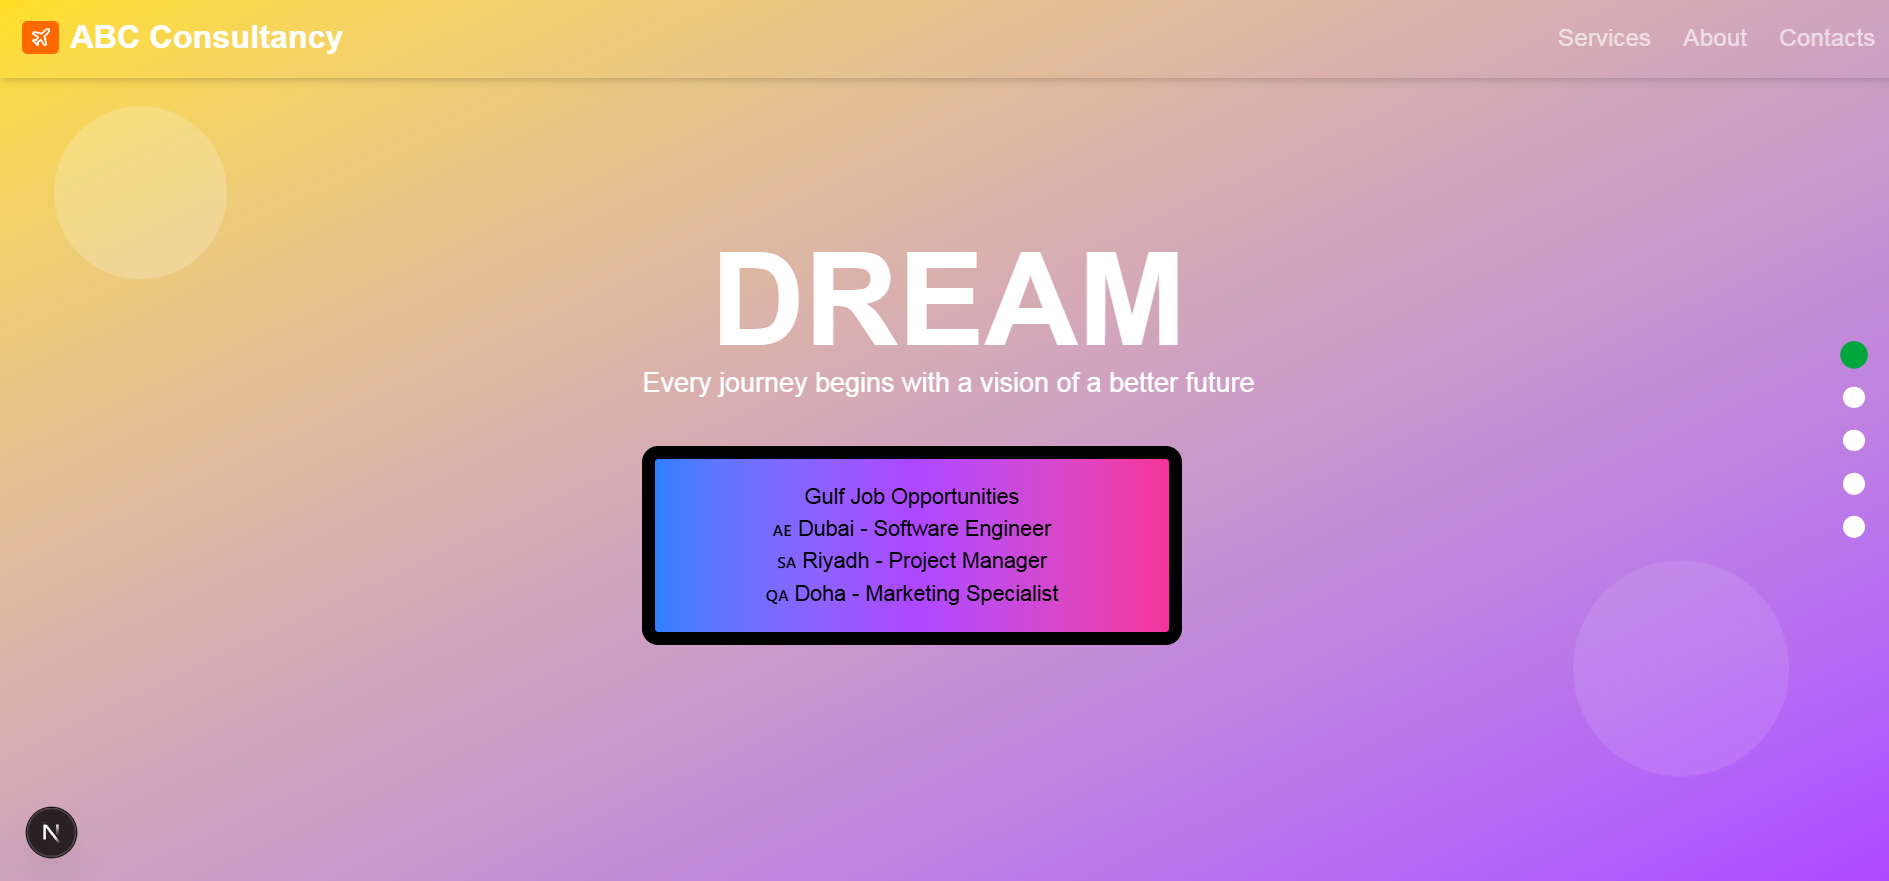 ABC Consultancy
Services About Contacts
DREAM
Every journey begins with a vision of a better future
Gulf Job Opportunities
AE Dubai - Software Engineer
SA Riyadh - Project Manager
QA Doha - Marketing Specialist
N